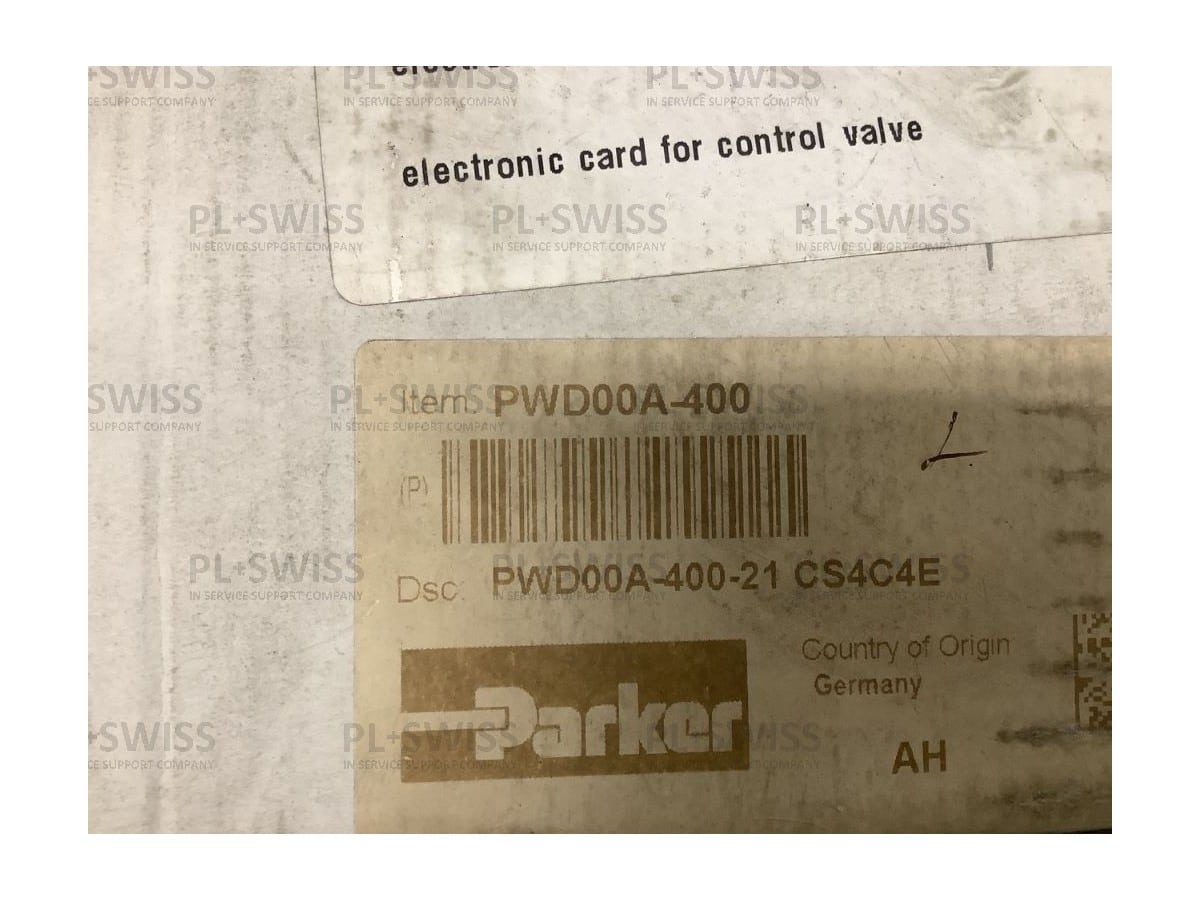 electronic card for control valve
Item: PWD00A-400
(P)
Dsc: PWD00A-400-21 CS4C4E
Parker
Country of Origin
Germany
AH
PL+SWISS
IN SERVICE SUPPORT COMPANY